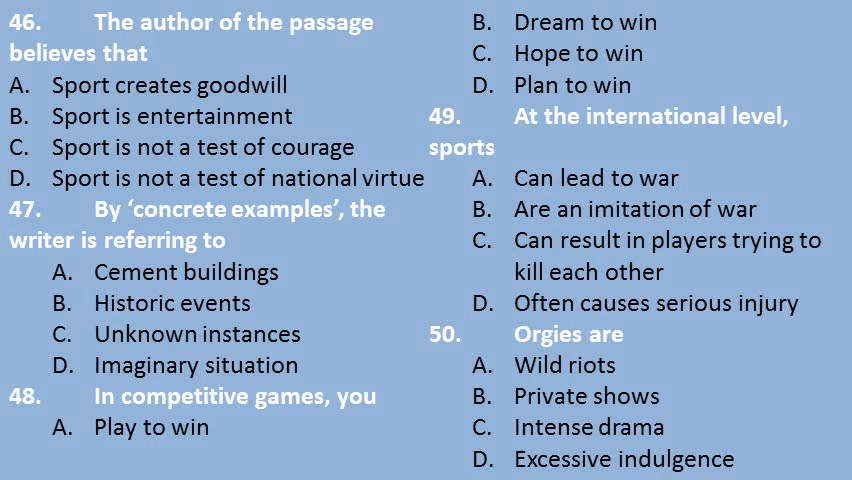 46. The author of the passage
believes that
A. Sport creates goodwill
B. Sport is entertainment
C. Sport is not a test of courage
D. Sport is not a test of national virtue
47. By ‘concrete examples’, the
writer is referring to
A. Cement buildings
B. Historic events
C. Unknown instances
D. Imaginary situation
48. In competitive games, you
A. Play to win
B. Dream to win
C. Hope to win
D. Plan to win
49. At the international level,
sports
A. Can lead to war
B. Are an imitation of war
C. Can result in players trying to
kill each other
D. Often causes serious injury
50. Orgies are
A. Wild riots
B. Private shows
C. Intense drama
D. Excessive indulgence